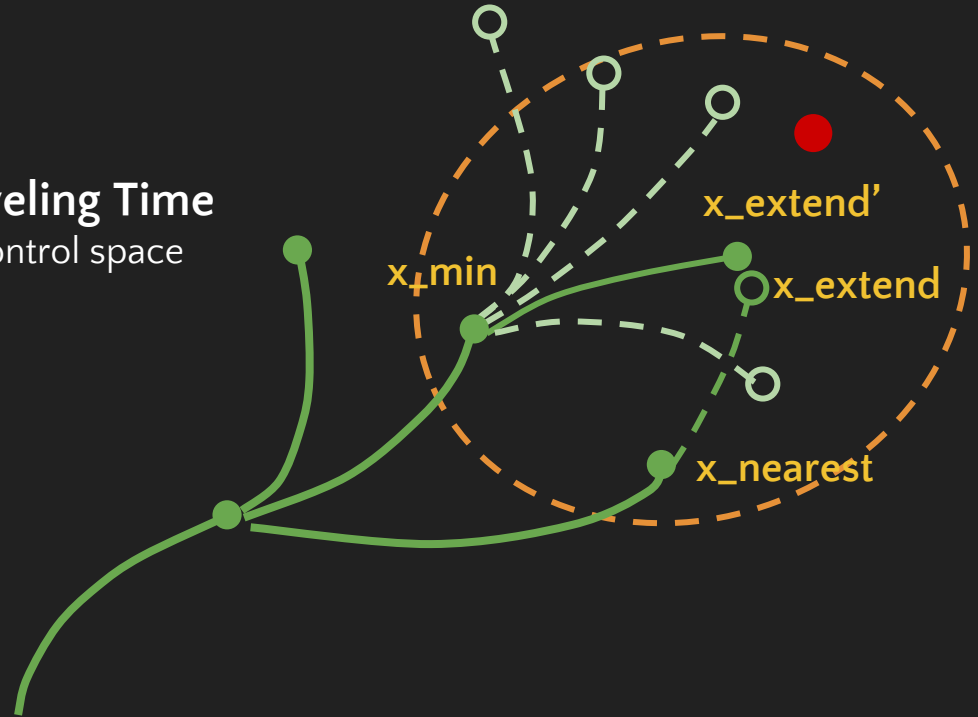 veling Time
ontrol space
x_min
x_extend’
x_extend
x_nearest